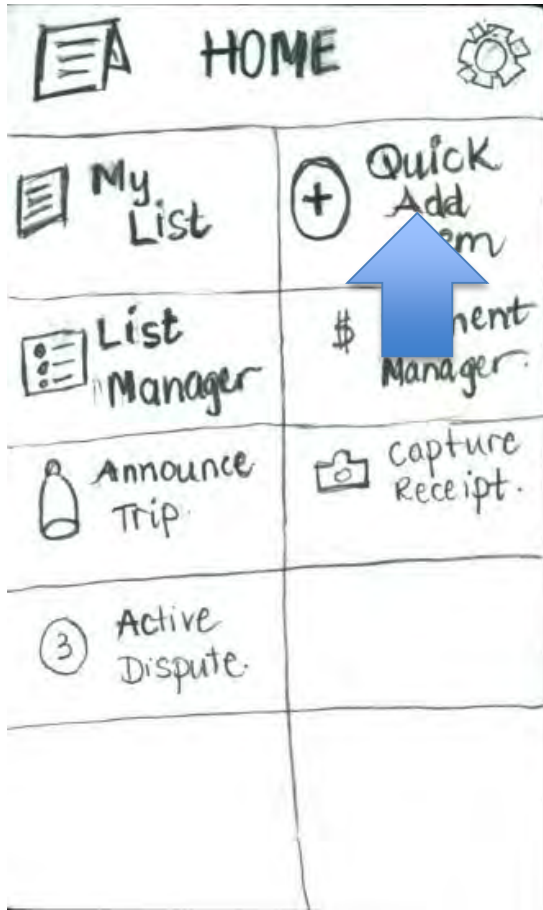 HOME
My
List
Quick
Add
List
Manager
$
Manager.
Announce
Trip.
Capture
Receipt.
3
Active
Dispute.